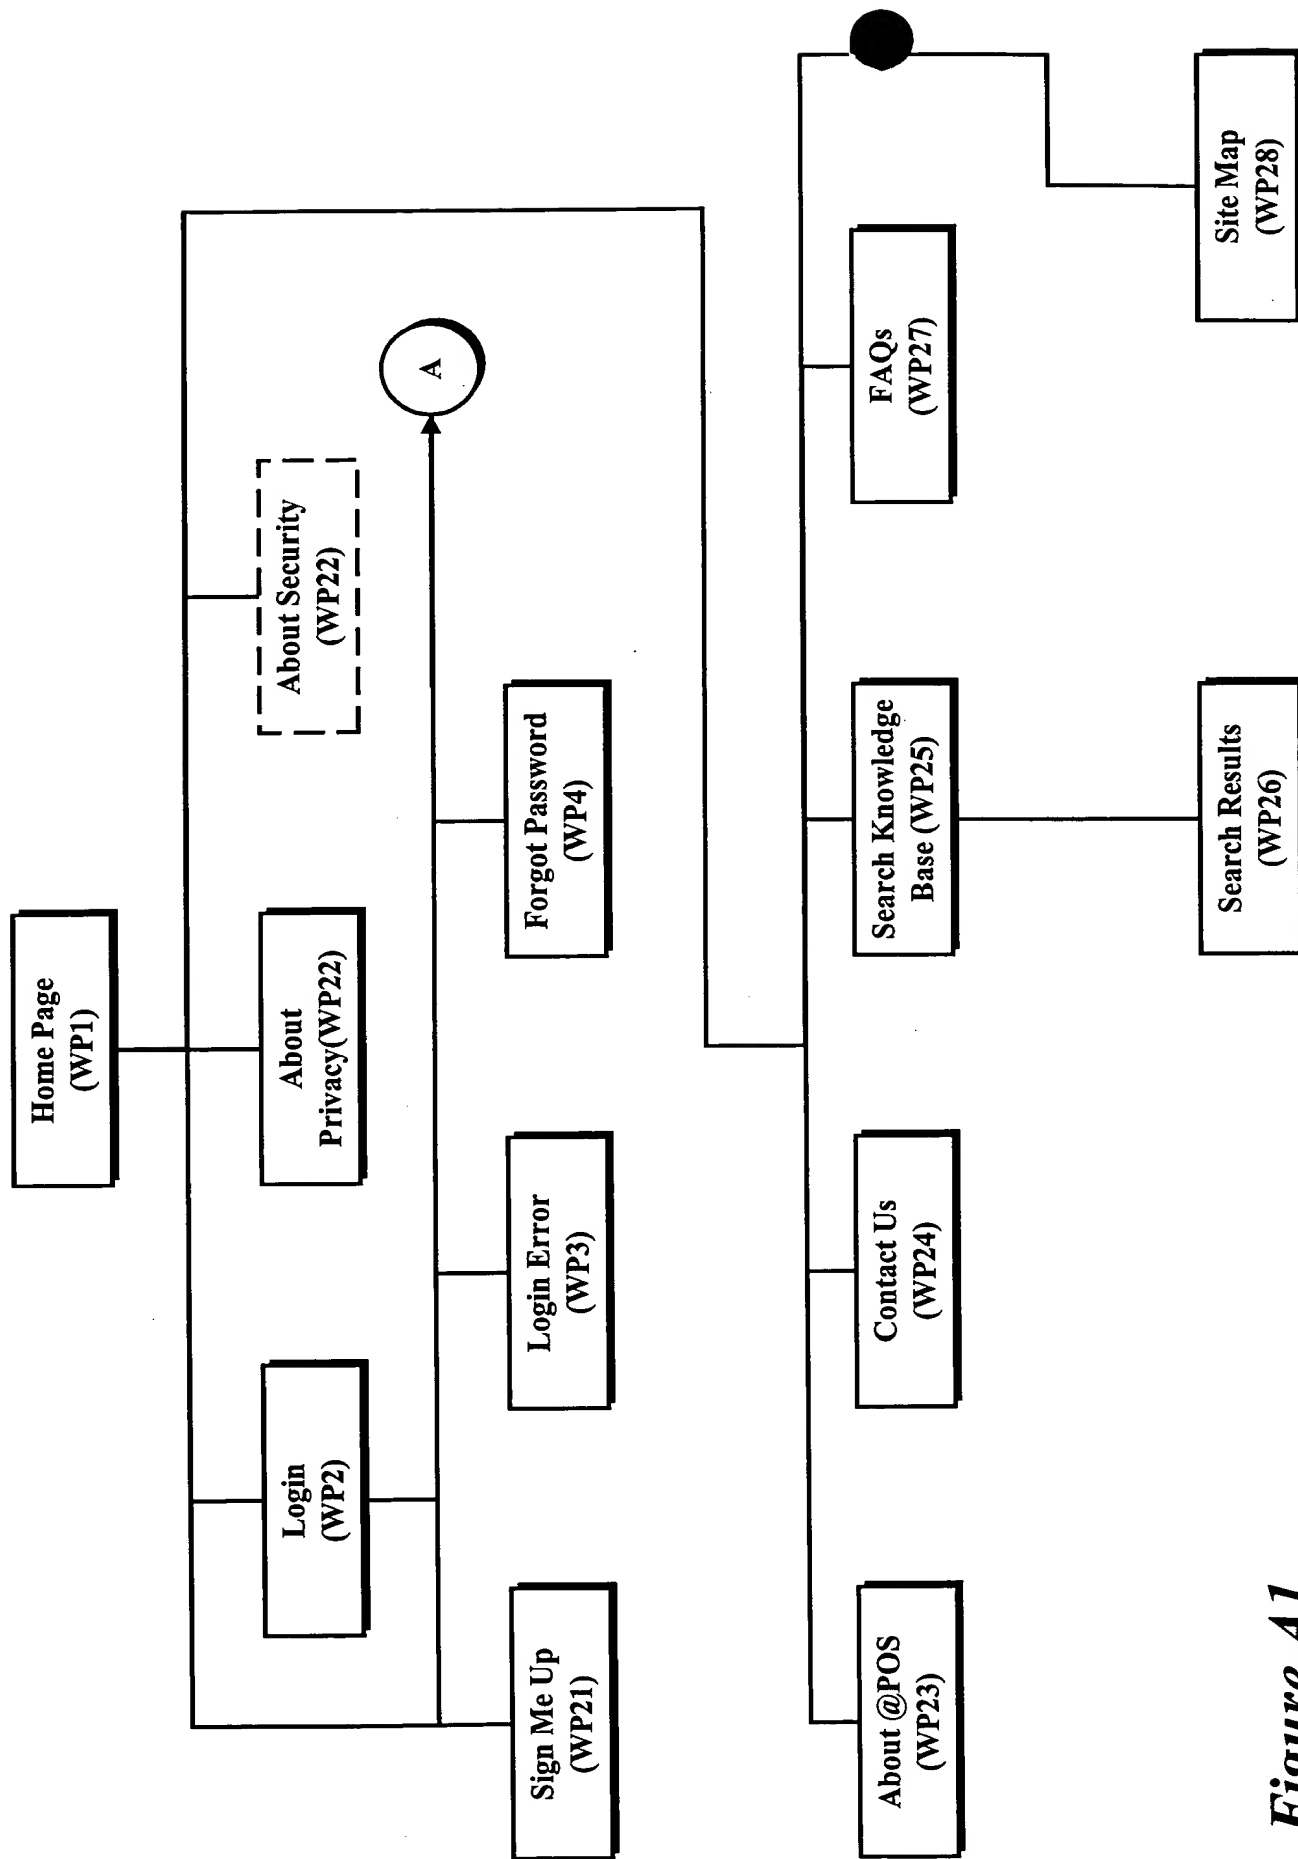 Home Page
(WP1)
Login
(WP2)
About
Privacy(WP22)
About Security
(WP22)
A
Sign Me Up
(WP21)
Login Error
(WP3)
Forgot Password
(WP4)
About @POS
(WP23)
Contact Us
(WP24)
Search Knowledge
Base (WP25)
FAQs
(WP27)
Search Results
(WP26)
Site Map
(WP28)
Figure A1